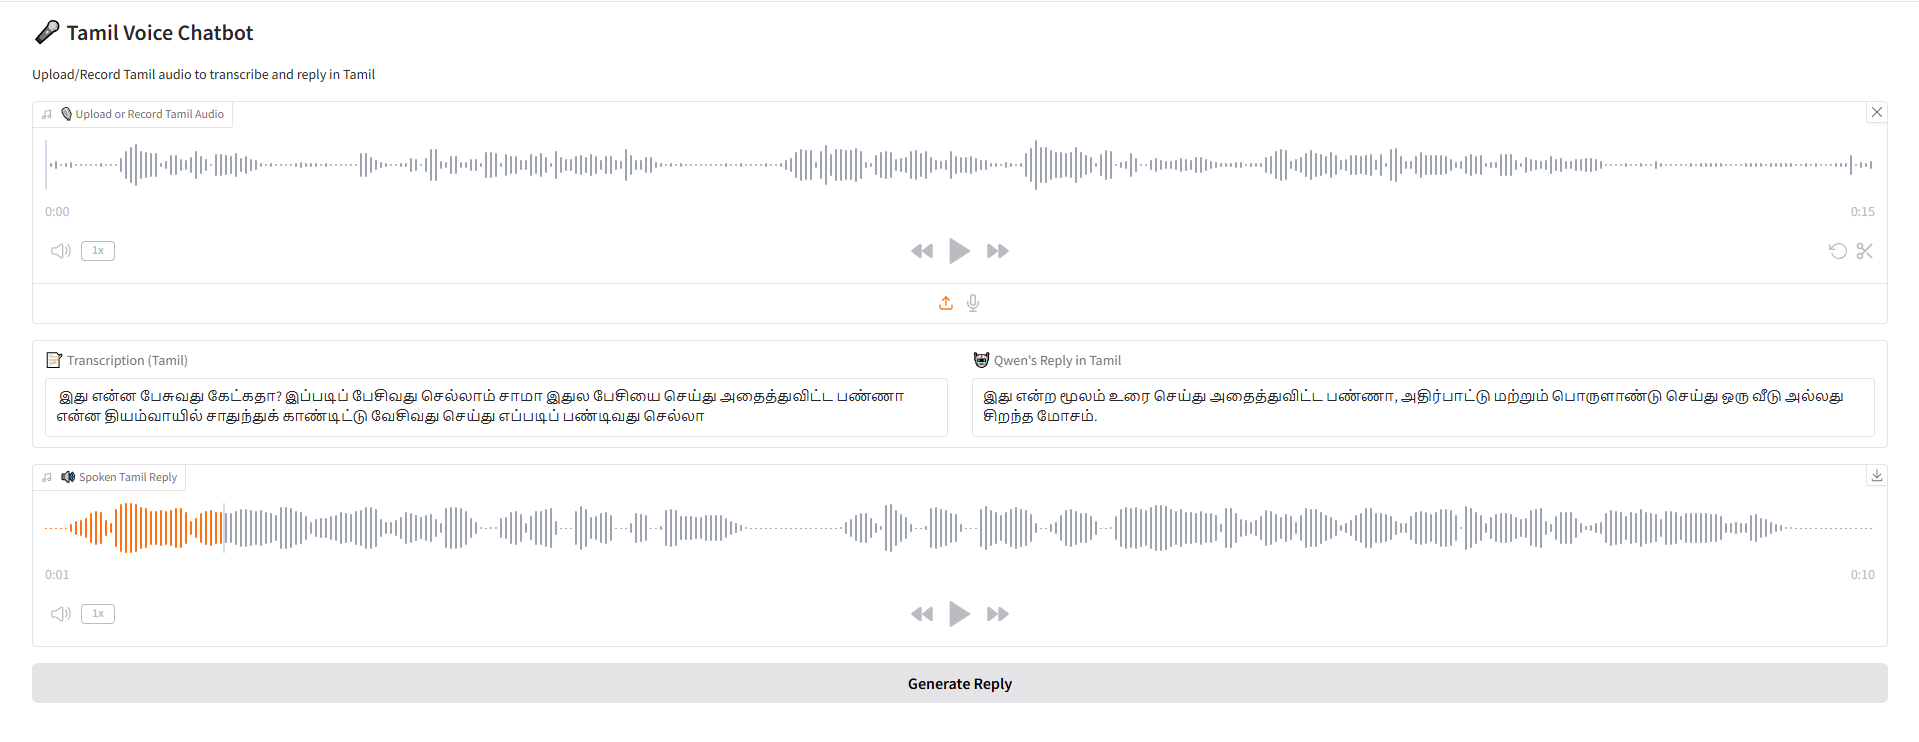 Tamil Voice Chatbot
Upload/Record Tamil audio to transcribe and reply in Tamil
Upload or Record Tamil Audio
0:00
0:15
1x
Transcription (Tamil)
இது என்ன பேசுவது கேட்கதா? இப்படிப் பேசிவது செல்லாம் சாமா இதுல பேசியை செய்து அதைத்துவிட்ட பண்ணா
என்ன தியம்வாயில் சாதுந்துக் காண்டிட்டு வேசிவது செய்து எப்படிப் பண்டிவது செல்லா
Qwen's Reply in Tamil
இது என்ற மூலம் உரை செய்து அதைத்துவிட்ட பண்ணா, அதிர்பாட்டு மற்றும் பொருளாண்டு செய்து ஒரு வீடு அல்லது
சிறந்த மோசம்.
Spoken Tamil Reply
0:01
0:10
1x
Generate Reply